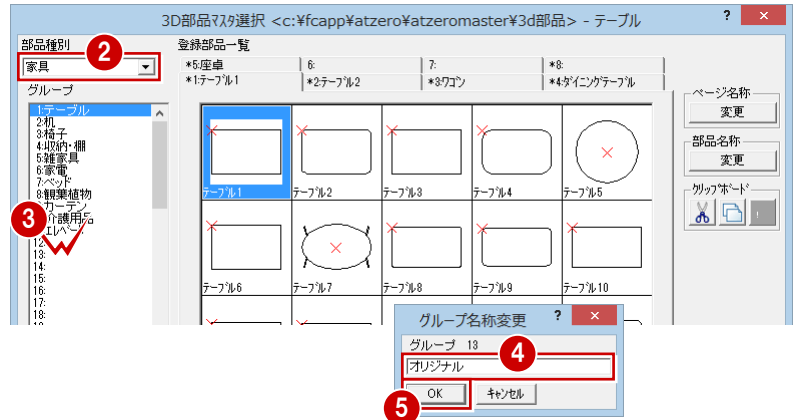 3D部品ﾏｽﾀ選択 <c:¥fcapp¥atzero¥atzeromaster¥3d部品> - テーブル ? ×
部品種別
2
家具
グループ
1:テーブル
2:机
3:椅子
4:収納・棚
5:雑家具
6:家電
7:ベッド
8:観葉植物
カーテン
介護用品
3
エレベータ
12:
13:
14:
15:
16:
17:
18:
登録部品一覧
*5:座卓 6: 7: *8:
*1:ﾃｰﾌﾞﾙ1 *2:ﾃｰﾌﾞﾙ2 *3:ﾜｺﾞﾝ *4:ﾀﾞｲﾆﾝｸﾞﾃｰﾌﾞﾙ
ﾃｰﾌﾞﾙ1 ﾃｰﾌﾞﾙ2 ﾃｰﾌﾞﾙ3 ﾃｰﾌﾞﾙ4 ﾃｰﾌﾞﾙ5
ﾃｰﾌﾞﾙ6 ﾃｰﾌﾞﾙ7 ﾃｰﾌﾞﾙ8 ﾃｰﾌﾞﾙ9 ﾃｰﾌﾞﾙ10
ページ名称
変更
部品名称
変更
ｸﾘｯﾌﾟﾎﾞｰﾄﾞ
グループ名称変更 ? ×
グループ 13
4
オリジナル
5
OK ｷｬﾝｾﾙ